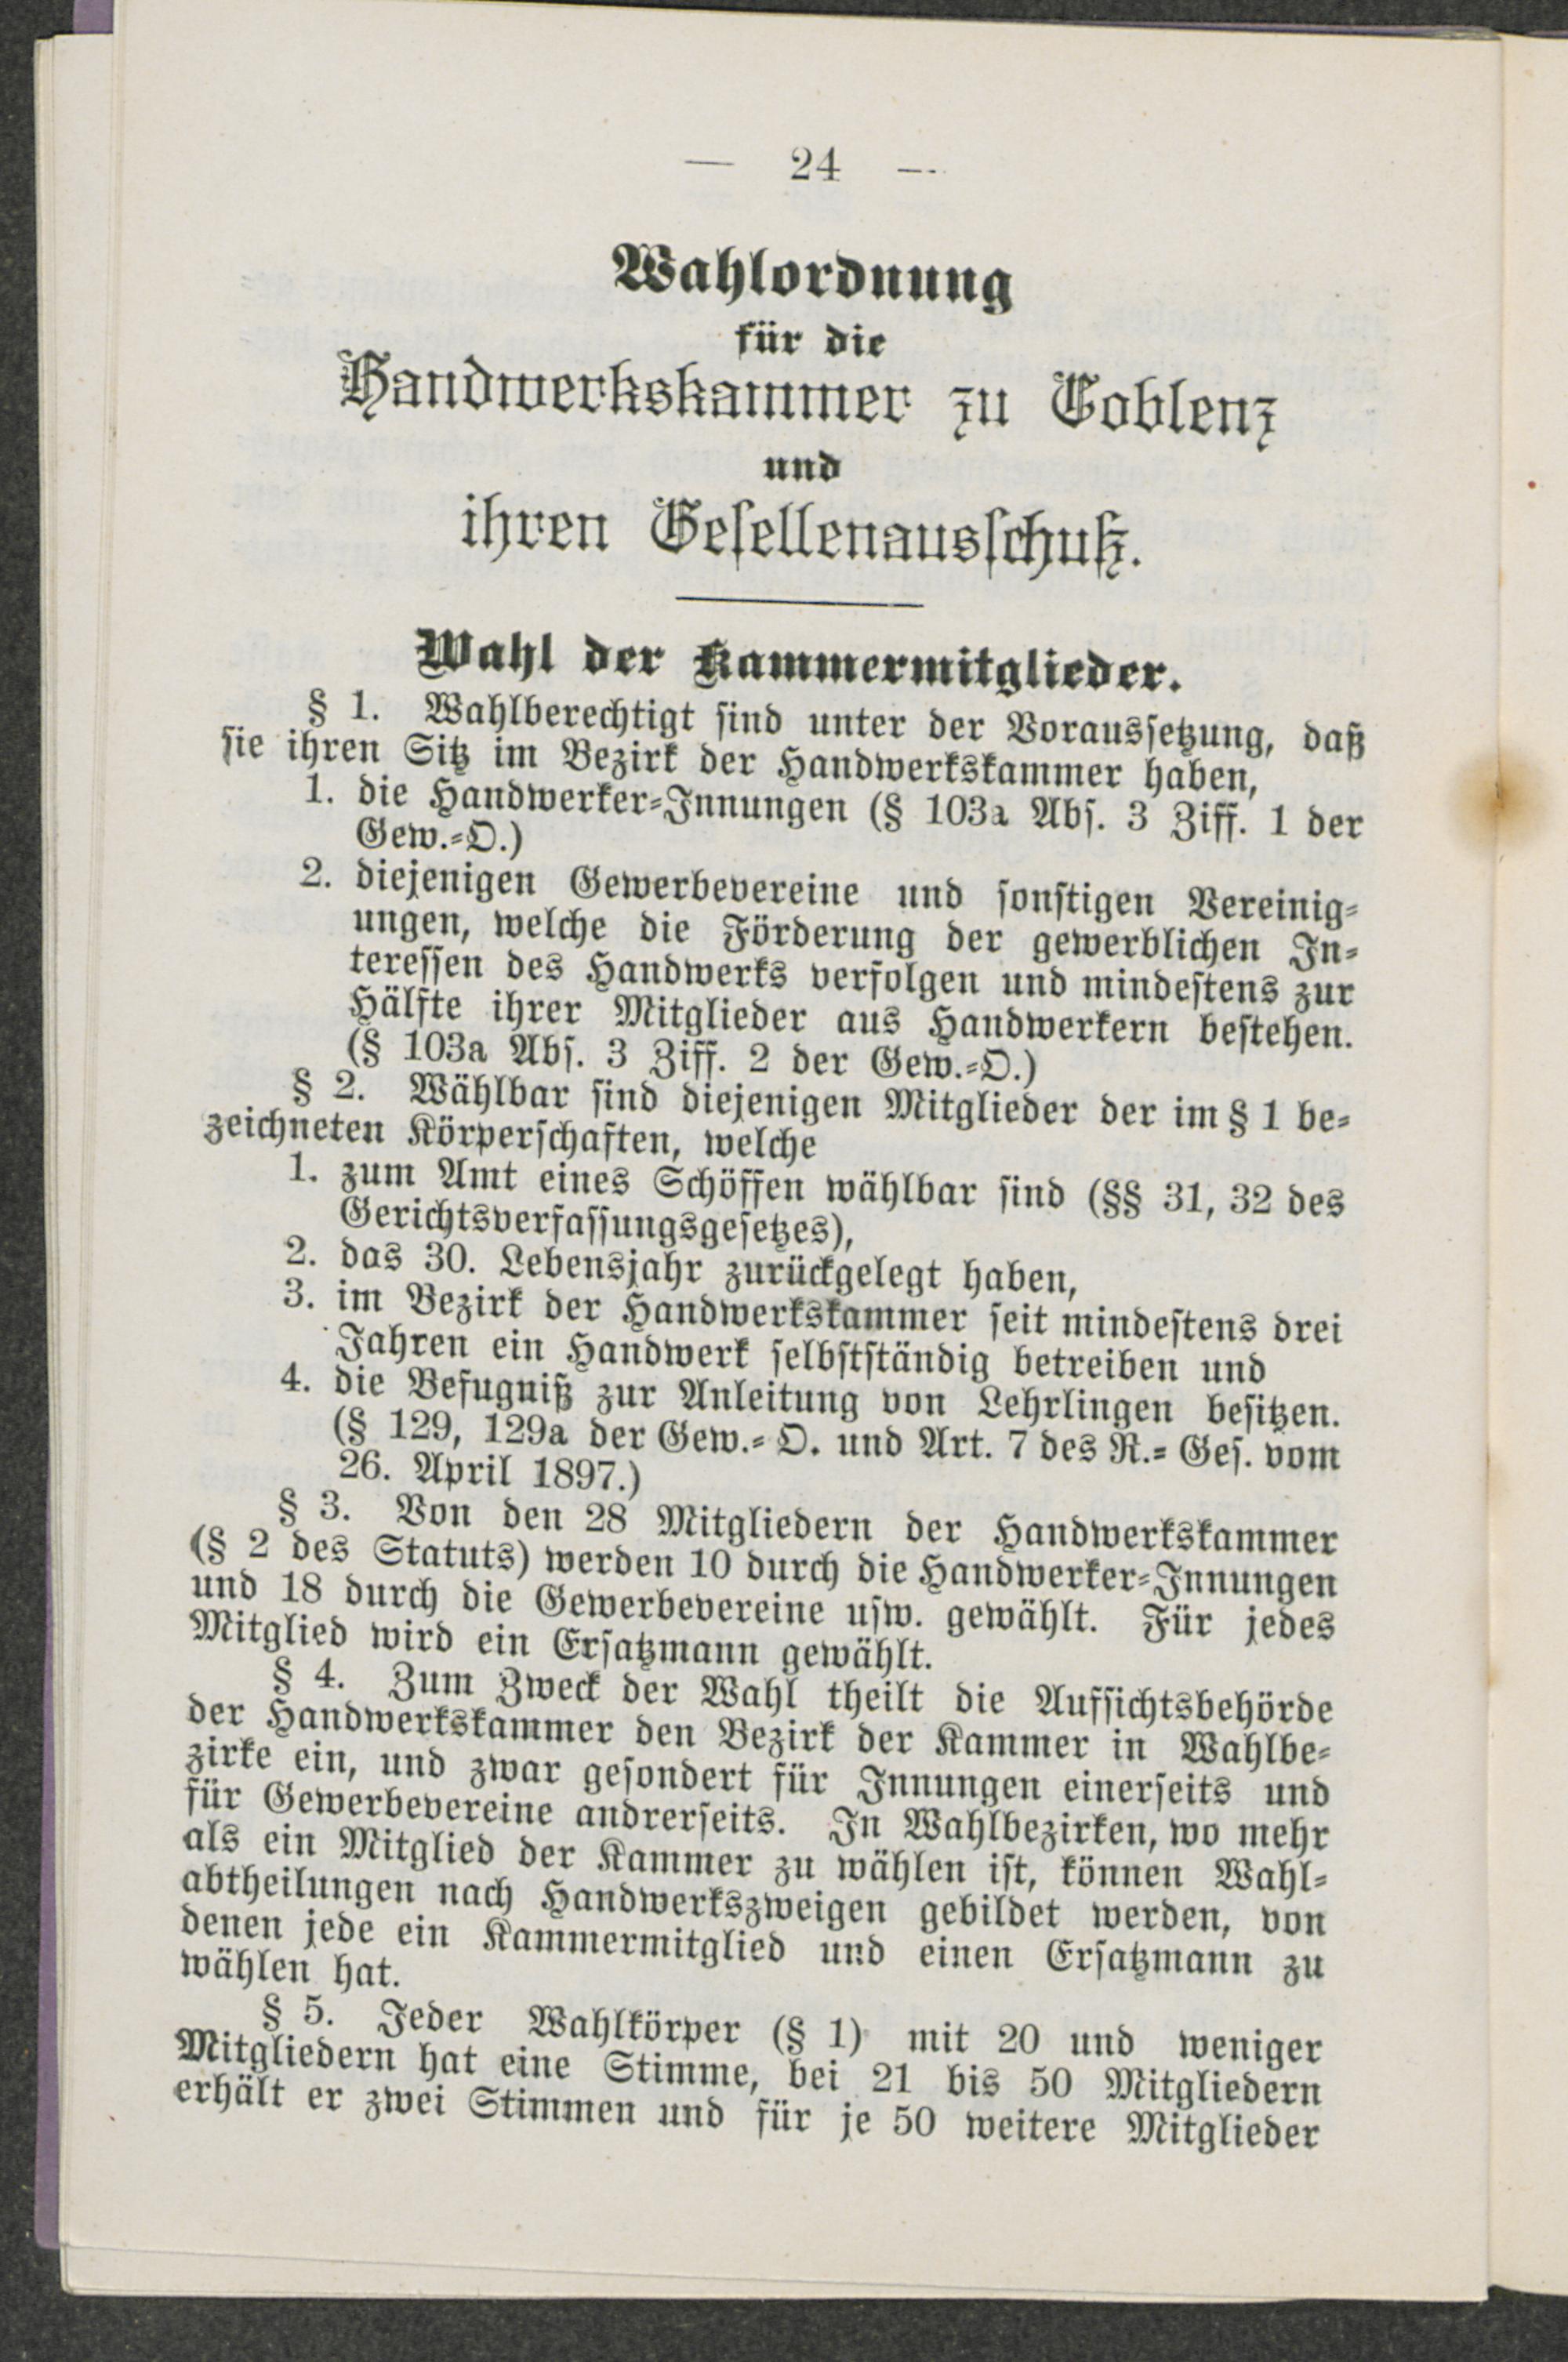 — 24 —
Wahlordnung
für die
Handwerkskammer zu Coblenz
und
ihren Gesellenausschuß.
Wahl der Kammermitglieder.
§ 1. Wahlberechtigt sind unter der Voraussetzung, daß
sie ihren Sitz im Bezirk der Handwerkskammer haben,
1. die Handwerker-Innungen (§ 103a Abs. 3 Ziff. 1 der
Gew.-O.)
2. diejenigen Gewerbevereine und sonstigen Vereinig-
ungen, welche die Förderung der gewerblichen In-
teressen des Handwerks verfolgen und mindestens zur
Hälfte ihrer Mitglieder aus Handwerkern bestehen.
(§ 103a Abs. 3 Ziff. 2 der Gew.-O.)
§ 2. Wählbar sind diejenigen Mitglieder der im § 1 be-
zeichneten Körperschaften, welche
1. zum Amt eines Schöffen wählbar sind (§§ 31, 32 des
Gerichtsverfassungsgesetzes),
2. das 30. Lebensjahr zurückgelegt haben,
3. im Bezirk der Handwerkskammer seit mindestens drei
Jahren ein Handwerk selbstständig betreiben und
4. die Befugniß zur Anleitung von Lehrlingen besitzen.
(§ 129, 129a der Gew.-O. und Art. 7 des R.-Ges. vom
26. April 1897.)
§ 3. Von den 28 Mitgliedern der Handwerkskammer
(§ 2 des Statuts) werden 10 durch die Handwerker-Innungen
und 18 durch die Gewerbevereine usw. gewählt. Für jedes
Mitglied wird ein Ersatzmann gewählt.
§ 4. Zum Zweck der Wahl theilt die Aufsichtsbehörde
der Handwerkskammer den Bezirk der Kammer in Wahlbe-
zirke ein, und zwar gesondert für Innungen einerseits und
für Gewerbevereine andrerseits. In Wahlbezirken, wo mehr
als ein Mitglied der Kammer zu wählen ist, können Wahl-
abtheilungen nach Handwerkszweigen gebildet werden, von
denen jede ein Kammermitglied und einen Ersatzmann zu
wählen hat.
§ 5. Jeder Wahlkörper (§ 1) mit 20 und weniger
Mitgliedern hat eine Stimme, bei 21 bis 50 Mitgliedern
erhält er zwei Stimmen und für je 50 weitere Mitglieder